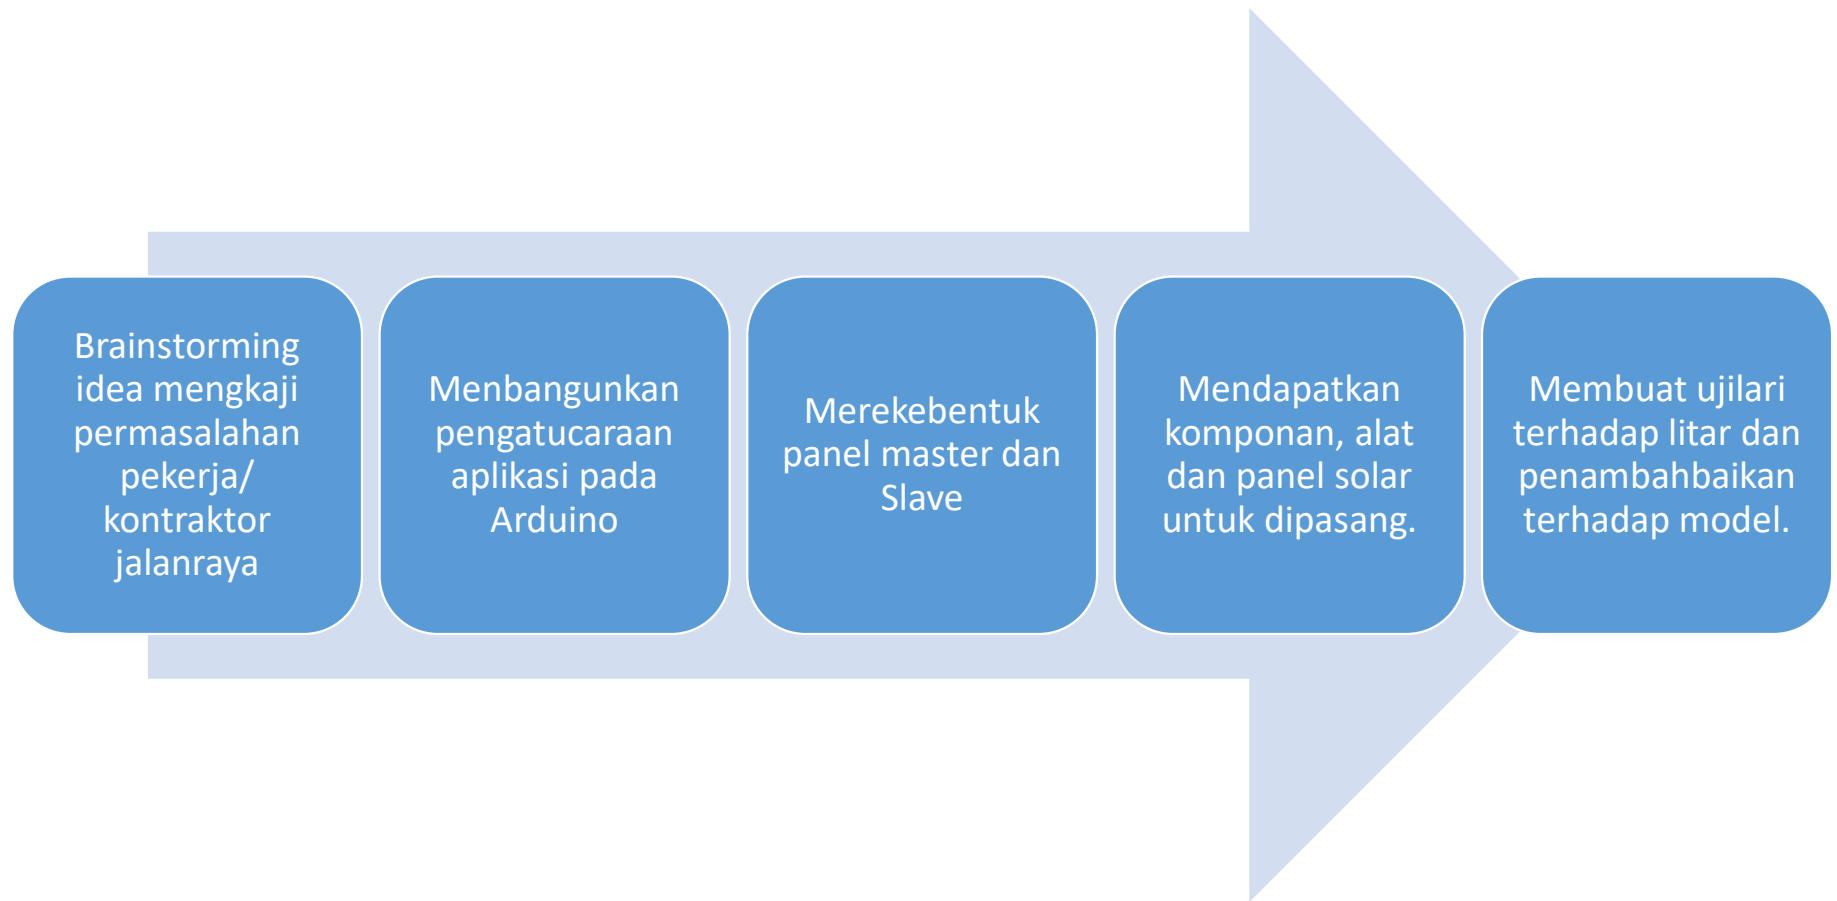 Brainstorming
idea mengkaji
permasalahan
pekerja/
kontraktor
jalanraya
Menbangunkan
pengatucaraan
aplikasi pada
Arduino
Merekebentuk
panel master dan
Slave
Mendapatkan
komponan, alat
dan panel solar
untuk dipasang.
Membuat ujilari
terhadap litar dan
penambahbaikan
terhadap model.